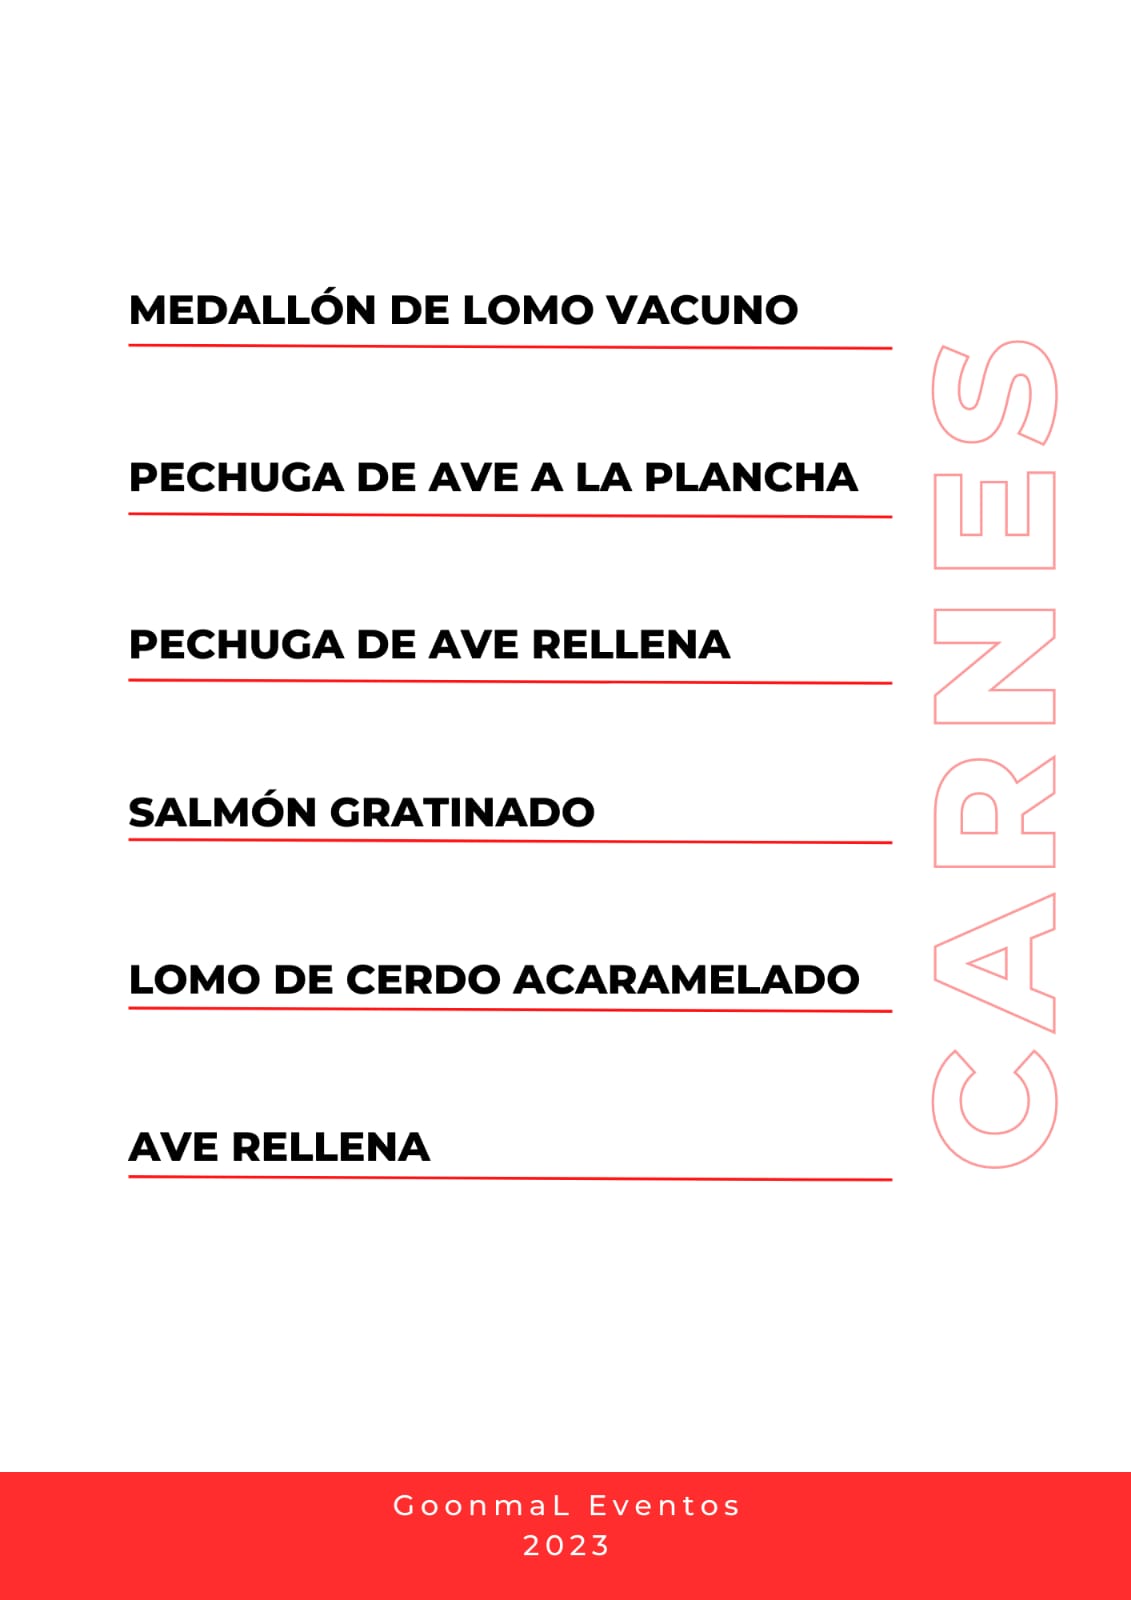 MEDALLÓN DE LOMO VACUNO
PECHUGA DE AVE A LA PLANCHA
PECHUGA DE AVE RELLENA
SALMÓN GRATINADO
LOMO DE CERDO ACARAMELADO
AVE RELLENA
CARNES
GoonmaL Eventos
2023